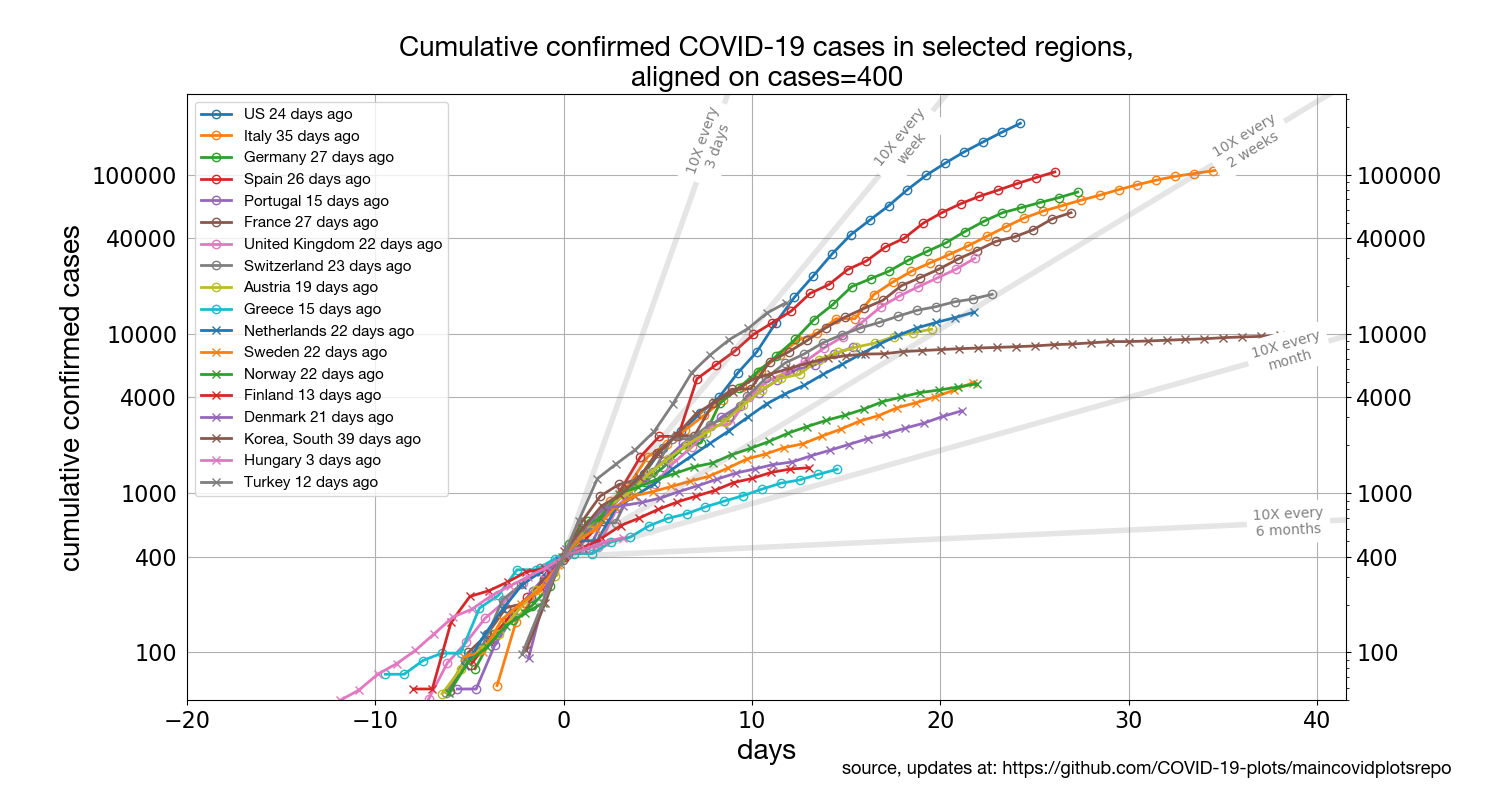 Cumulative confirmed COVID-19 cases in selected regions,
aligned on cases=400
US 24 days ago
Italy 35 days ago
Germany 27 days ago
Spain 26 days ago
Portugal 15 days ago
France 27 days ago
United Kingdom 22 days ago
Switzerland 23 days ago
Austria 19 days ago
Greece 15 days ago
Netherlands 22 days ago
Sweden 22 days ago
Norway 22 days ago
Finland 13 days ago
Denmark 21 days ago
Korea, South 39 days ago
Hungary 3 days ago
Turkey 12 days ago
10X every
3 days
10X every
week
10X every
2 weeks
10X every
month
10X every
6 months
cumulative confirmed cases
100000
40000
10000
4000
1000
400
100
100000
40000
10000
4000
1000
400
100
−20
−10
0
10
20
30
40
days
source, updates at: https://github.com/COVID-19-plots/maincovidplotsrepo